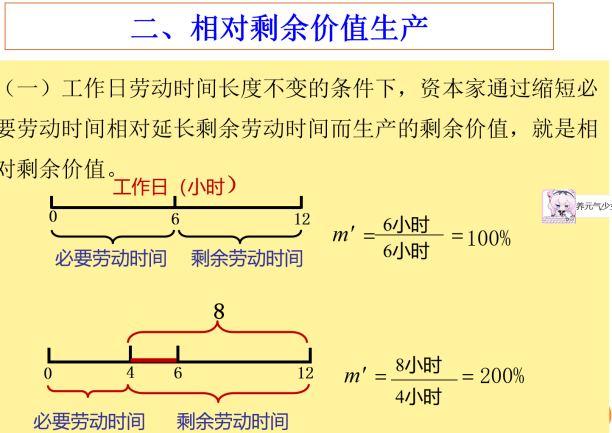 二、相对剩余价值生产
（一）工作日劳动时间长度不变的条件下，资本家通过缩短必
要劳动时间相对延长剩余劳动时间而生产的剩余价值，就是相
对剩余价值。
工作日（小时）
0 6 12
必要劳动时间 剩余劳动时间
m′ = 6小时 / 6小时 = 100%
养元气少
8
0 4 6 12
必要劳动时间 剩余劳动时间
m′ = 8小时 / 4小时 = 200%